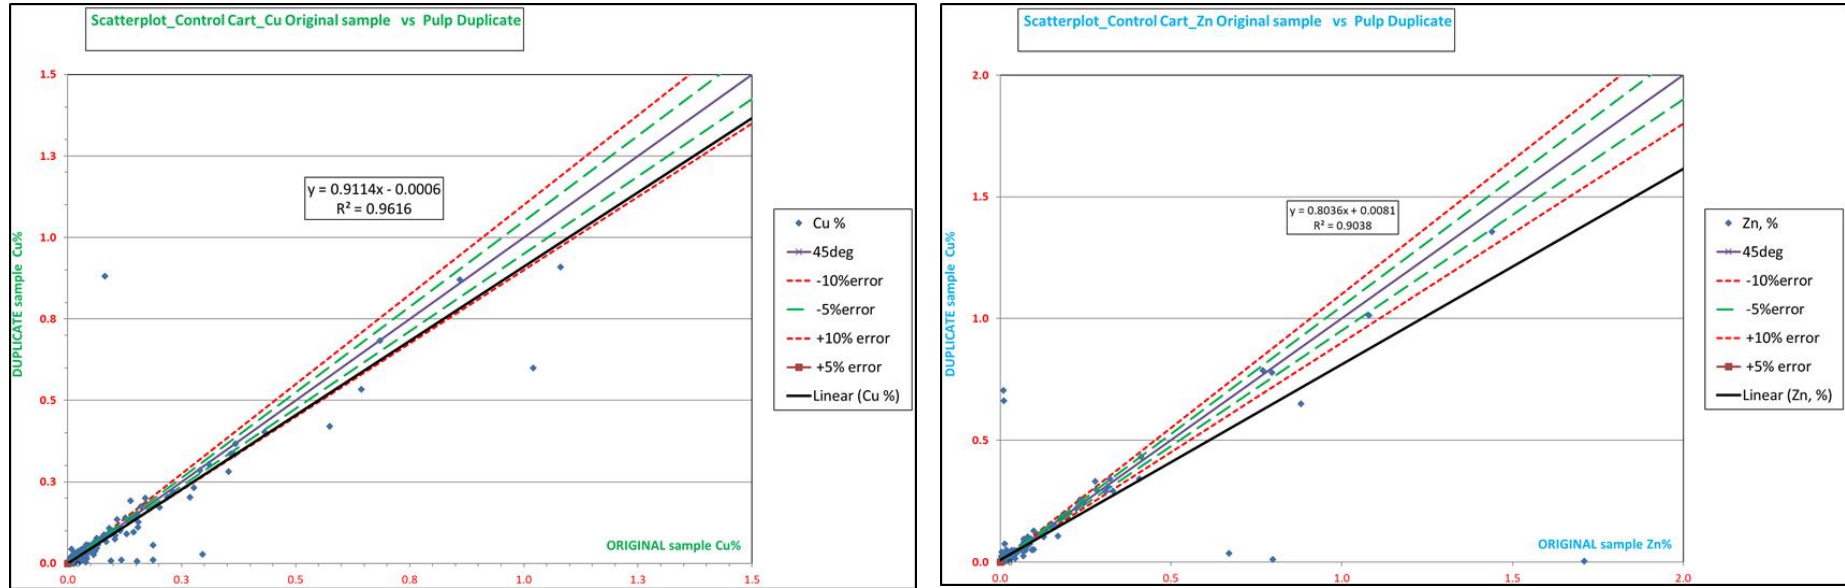 Scatterplot_Control Cart_Cu Original sample vs Pulp Duplicate
1.5
1.3
1.0
0.8
0.5
0.3
0.0
DUPLICATE sample Cu%
y = 0.9114x - 0.0006
R² = 0.9616
ORIGINAL sample Cu%
0.0 0.3 0.5 0.8 1.0 1.3 1.5
Cu %
45deg
-10%error
-5%error
+10% error
+5% error
Linear (Cu %)
Scatterplot_Control Cart_Zn Original sample vs Pulp Duplicate
2.0
1.5
1.0
0.5
0.0
DUPLICATE sample Cu%
y = 0.8036x + 0.0081
R² = 0.9038
ORIGINAL sample Zn%
0.0 0.5 1.0 1.5 2.0
Zn, %
45deg
-10%error
-5%error
+10% error
+5% error
Linear (Zn, %)